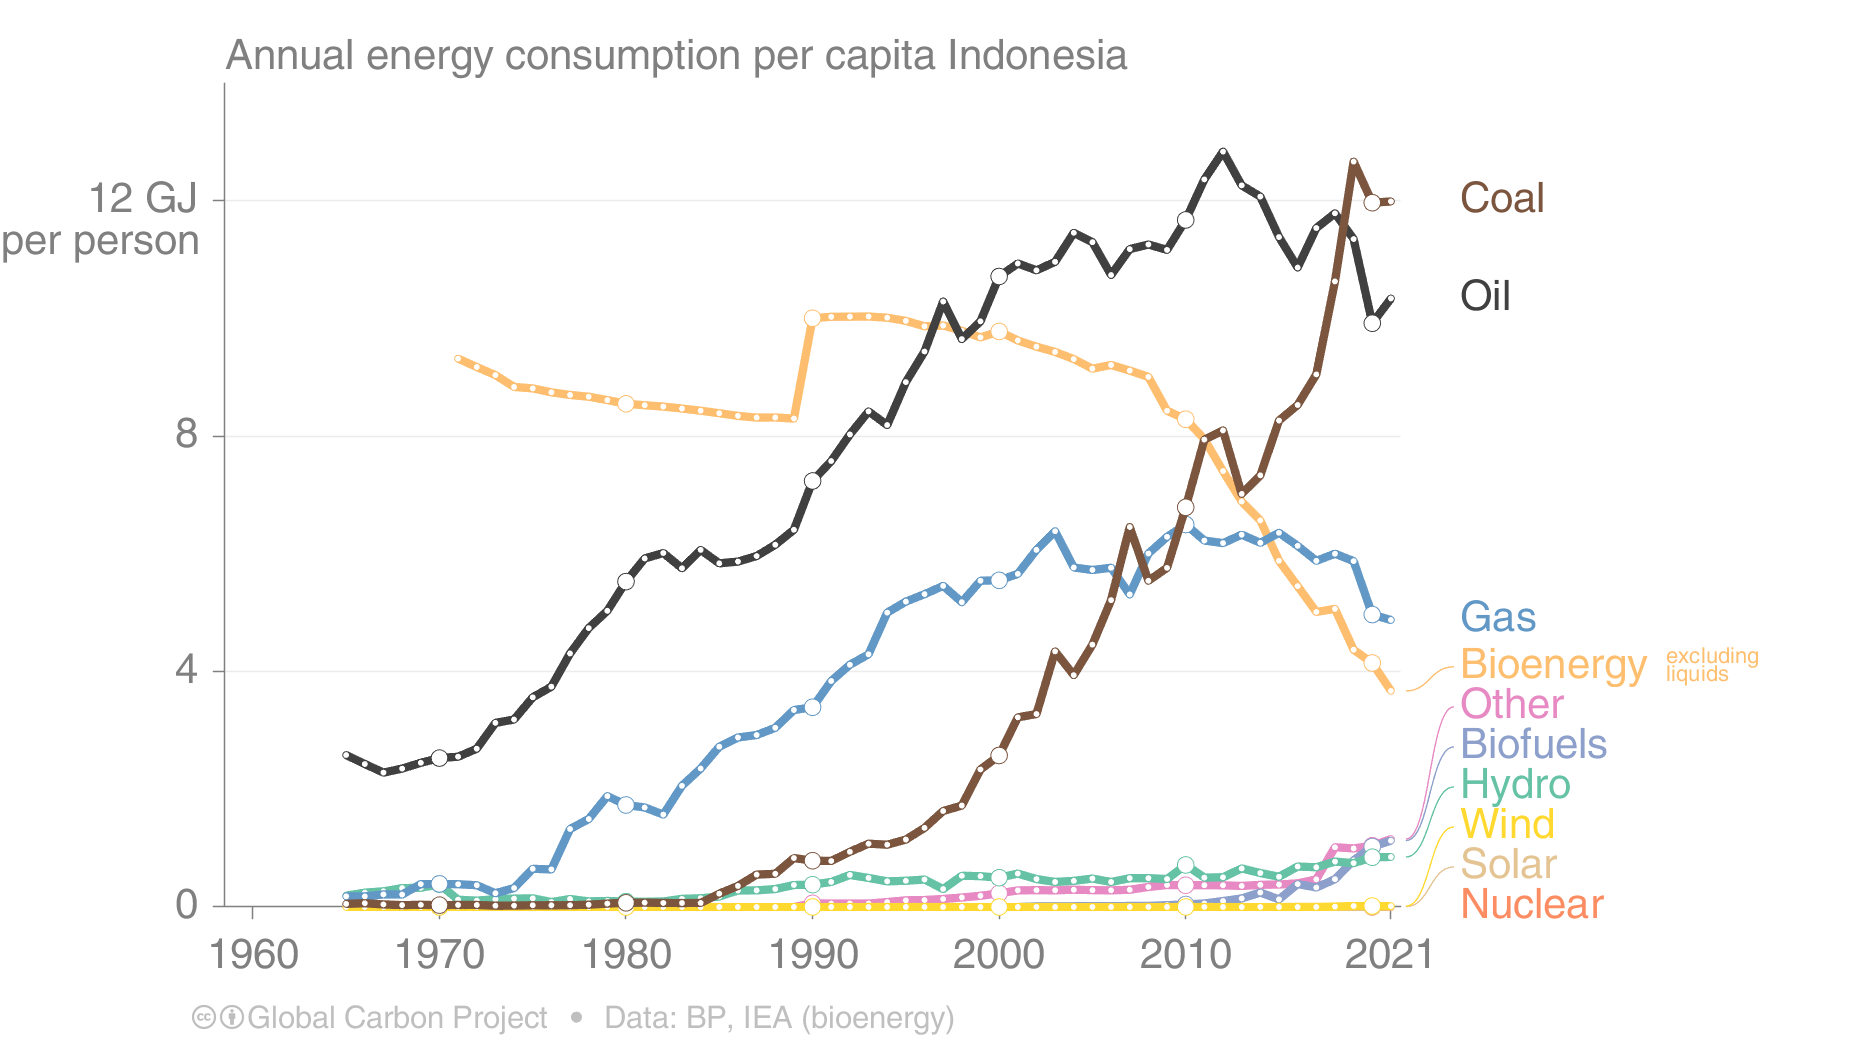 Annual energy consumption per capita Indonesia
12 GJ
per person
8
4
0
1960 1970 1980 1990 2000 2010 2021
Coal
Oil
Gas
Bioenergy excluding
liquids
Other
Biofuels
Hydro
Wind
Solar
Nuclear
cc Global Carbon Project • Data: BP, IEA (bioenergy)